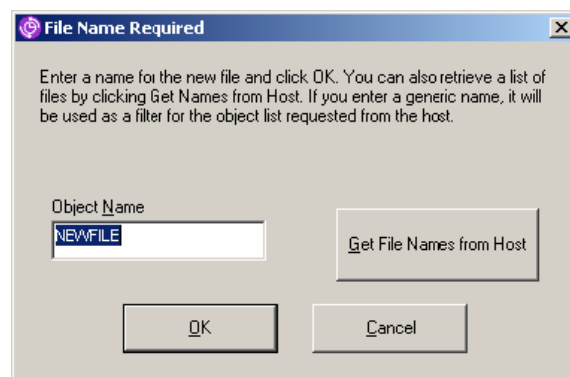 File Name Required
Enter a name for the new file and click OK. You can also retrieve a list of
files by clicking Get Names from Host. If you enter a generic name, it will
be used as a filter for the object list requested from the host.
Object Name
NEWFILE
Get File Names from Host
OK
Cancel